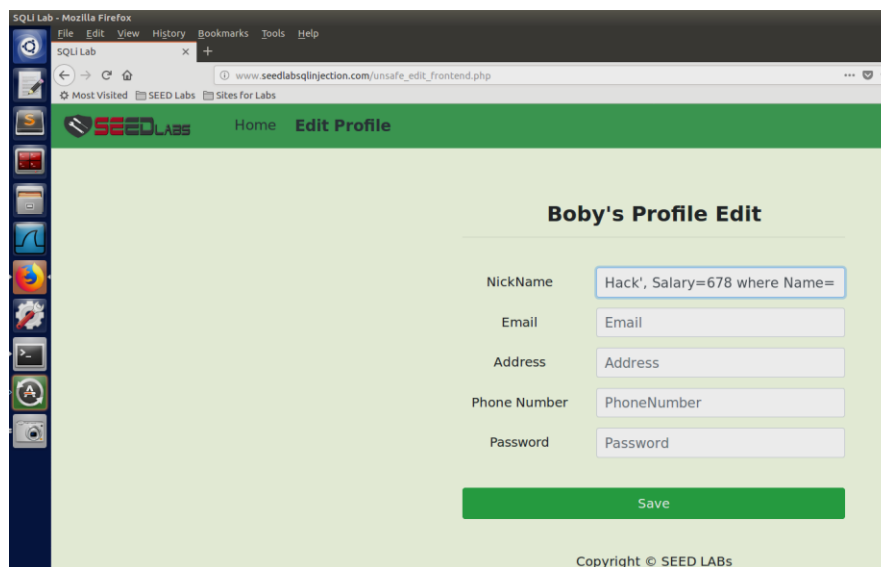 SQLi Lab - Mozilla Firefox
File Edit View History Bookmarks Tools Help
SQLi Lab × +
www.seedlabsqlinjection.com/unsafe_edit_frontend.php
Most Visited SEED Labs Sites for Labs
SEEDLABS Home Edit Profile
Boby's Profile Edit
NickName Hack', Salary=678 where Name=
Email Email
Address Address
Phone Number PhoneNumber
Password Password
Save
Copyright © SEED LABs